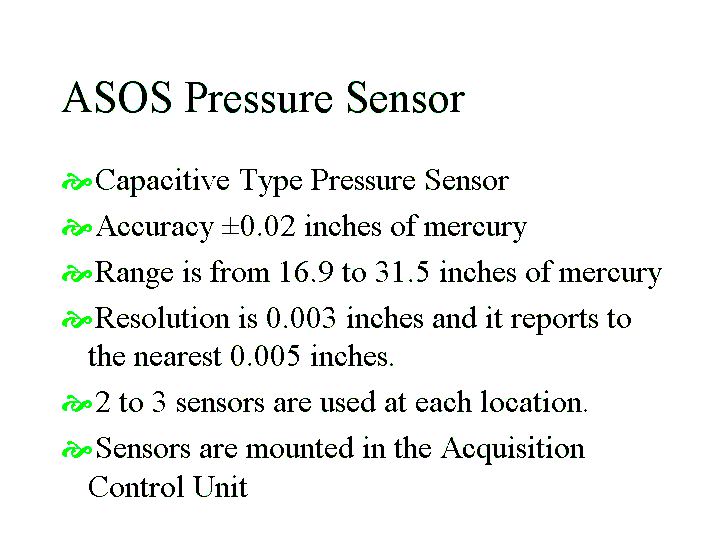 ASOS Pressure Sensor
Capacitive Type Pressure Sensor
Accuracy ±0.02 inches of mercury
Range is from 16.9 to 31.5 inches of mercury
Resolution is 0.003 inches and it reports to
the nearest 0.005 inches.
2 to 3 sensors are used at each location.
Sensors are mounted in the Acquisition
Control Unit